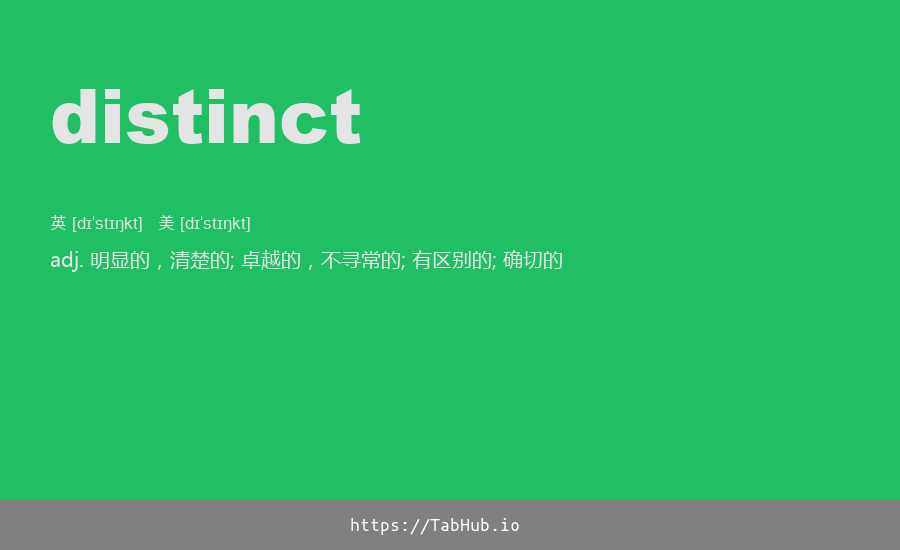 distinct
英 [dɪˈstɪŋkt] 美 [dɪˈstɪŋkt]
adj. 明显的，清楚的; 卓越的，不寻常的; 有区别的; 确切的
https://TabHub.io